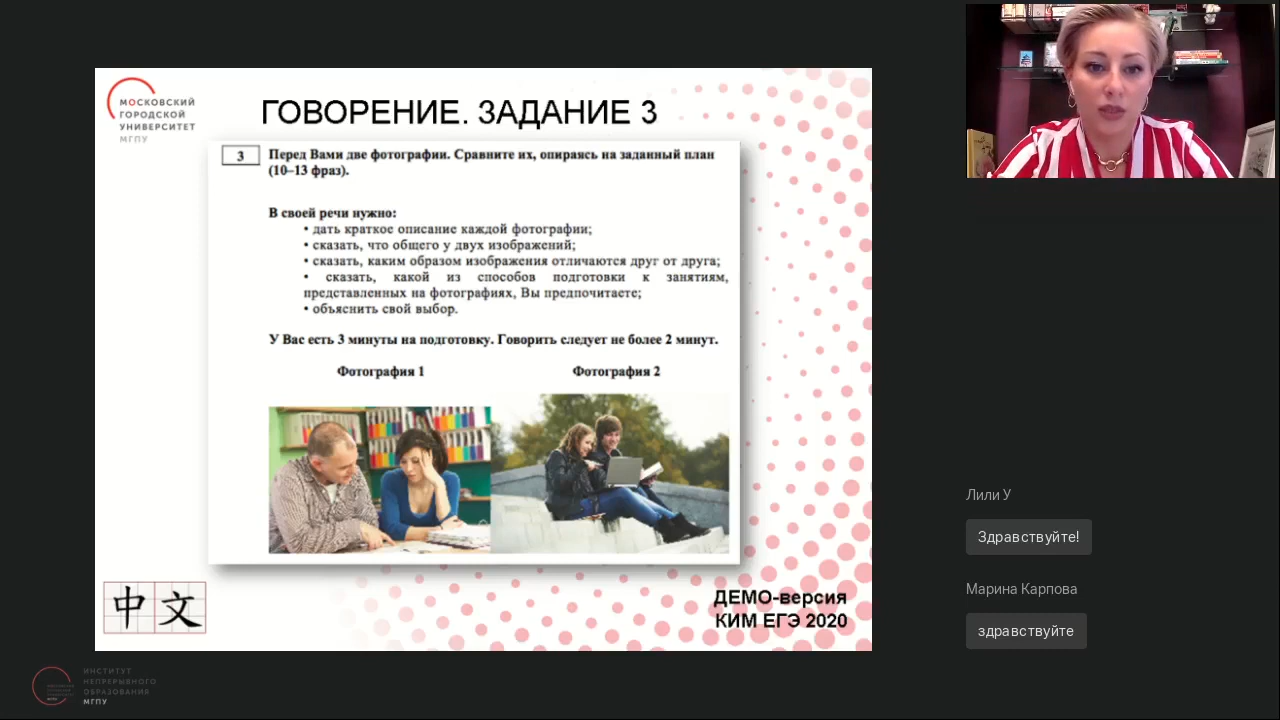 МОСКОВСКИЙ
ГОРОДСКОЙ
УНИВЕРСИТЕТ
МГПУ
ГОВОРЕНИЕ. ЗАДАНИЕ 3
3
Перед Вами две фотографии. Сравните их, опираясь на заданный план
(10–13 фраз).
В своей речи нужно:
• дать краткое описание каждой фотографии;
• сказать, что общего у двух изображений;
• сказать, каким образом изображения отличаются друг от друга;
• сказать, какой из способов подготовки к занятиям,
представленных на фотографиях, Вы предпочитаете;
• объяснить свой выбор.
У Вас есть 3 минуты на подготовку. Говорить следует не более 2 минут.
Фотография 1
Фотография 2
中文
ДЕМО-версия
КИМ ЕГЭ 2020
ИНСТИТУТ
НЕПРЕРЫВНОГО
ОБРАЗОВАНИЯ
МГПУ
Лили У
Здравствуйте!
Марина Карпова
здравствуйте